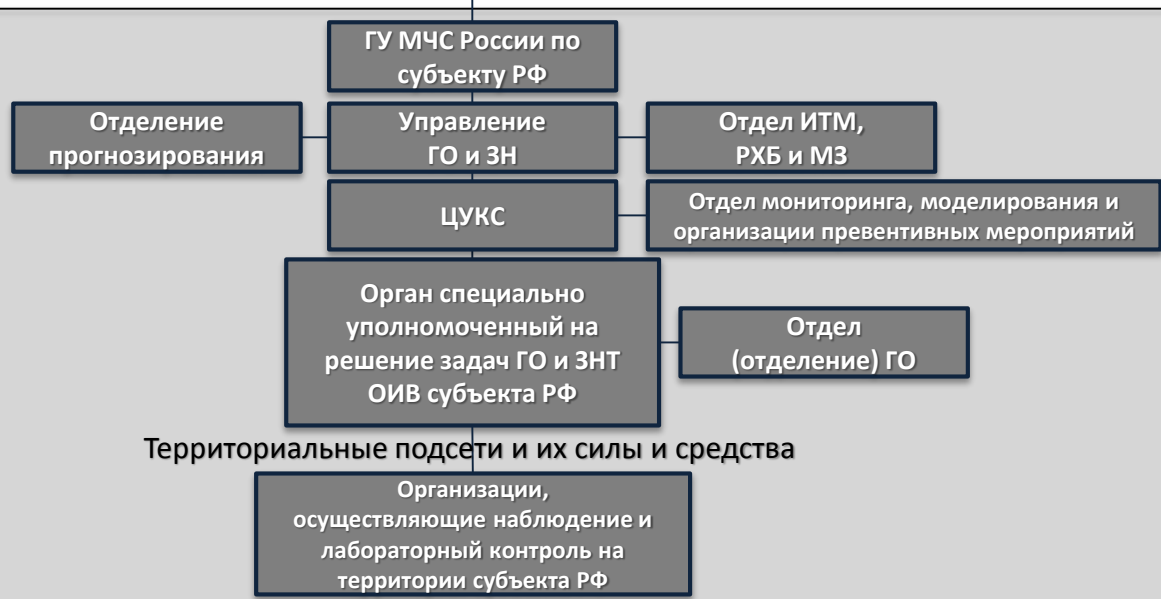 ГУ МЧС России по
субъекту РФ
Отделение
прогнозирования
Управление
ГО и ЗН
Отдел ИТМ,
РХБ и МЗ
ЦУКС
Отдел мониторинга, моделирования и
организации превентивных мероприятий
Орган специально
уполномоченный на
решение задач ГО и ЗНТ
ОИВ субъекта РФ
Отдел
(отделение) ГО
Территориальные подсети и их силы и средства
Организации,
осуществляющие наблюдение и
лабораторный контроль на
территории субъекта РФ